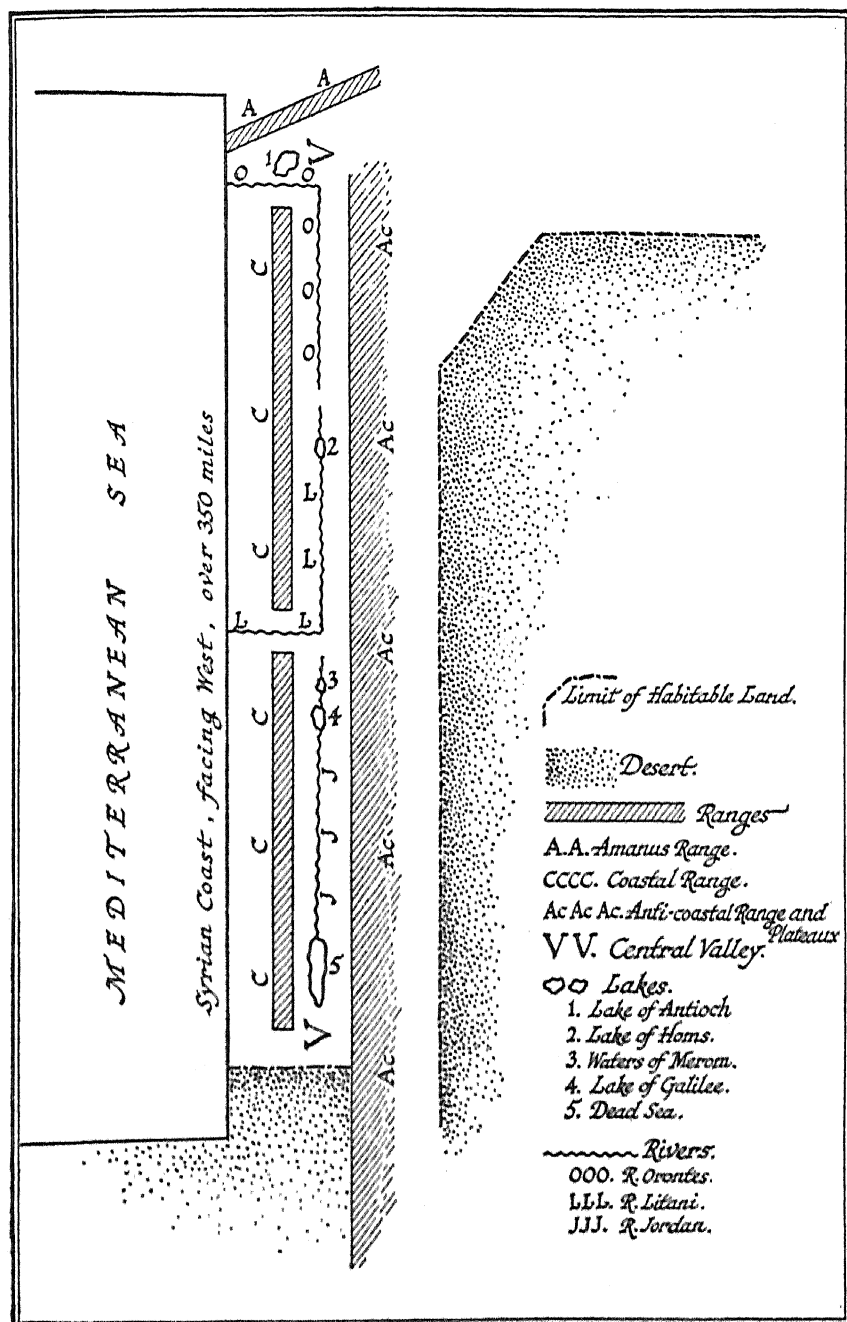 A A
1 V
O O
O
O
O
C C C
2
L
L
L L
3
4
C C C
J
J
J
5
V
Ac Ac Ac Ac Ac
MEDITERRANEAN SEA
Syrian Coast, facing West, over 350 miles
Limit of Habitable Land.
Desert.
Ranges
A.A. Amanus Range.
CCCC. Coastal Range.
Ac Ac Ac. Anti-coastal Range and
Plateaux
V V. Central Valley.
Lakes.
1. Lake of Antioch
2. Lake of Homs.
3. Waters of Merom.
4. Lake of Galilee.
5. Dead Sea.
Rivers.
OOO. R. Orontes.
LLL. R. Litani.
JJJ. R. Jordan.